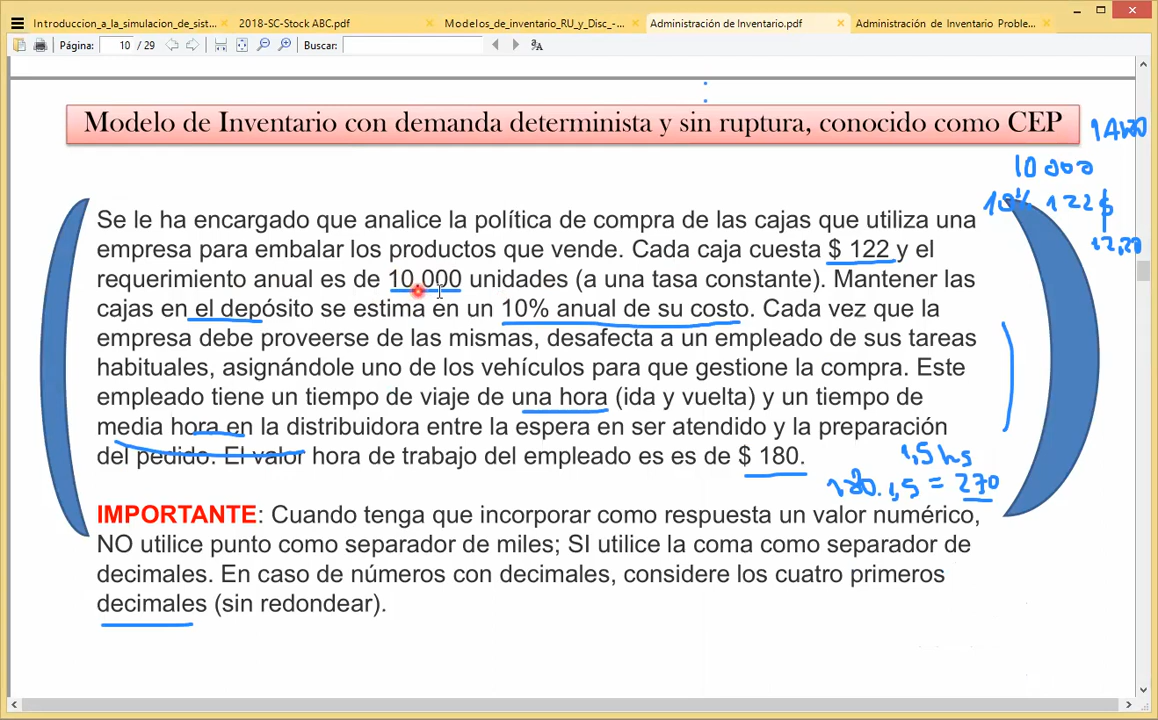 Introduccion_a_la_simulacion_de_sist...
2018-SC-Stock ABC.pdf
Modelos_de_inventario_RU_y_Disc_-...
Administración de Inventario.pdf
Administración de Inventario Proble...
Página: 10 / 29
Buscar:
Modelo de Inventario con demanda determinista y sin ruptura, conocido como CEP
10 000
10% 122 $
12,20
Se le ha encargado que analice la política de compra de las cajas que utiliza una
empresa para embalar los productos que vende. Cada caja cuesta $ 122 y el
requerimiento anual es de 10.000 unidades (a una tasa constante). Mantener las
cajas en el depósito se estima en un 10% anual de su costo. Cada vez que la
empresa debe proveerse de las mismas, desafecta a un empleado de sus tareas
habituales, asignándole uno de los vehículos para que gestione la compra. Este
empleado tiene un tiempo de viaje de una hora (ida y vuelta) y un tiempo de
media hora en la distribuidora entre la espera en ser atendido y la preparación
del pedido. El valor hora de trabajo del empleado es es de $ 180.
1,5 hs
180. 1,5 = 270
IMPORTANTE: Cuando tenga que incorporar como respuesta un valor numérico,
NO utilice punto como separador de miles; SI utilice la coma como separador de
decimales. En caso de números con decimales, considere los cuatro primeros
decimales (sin redondear).